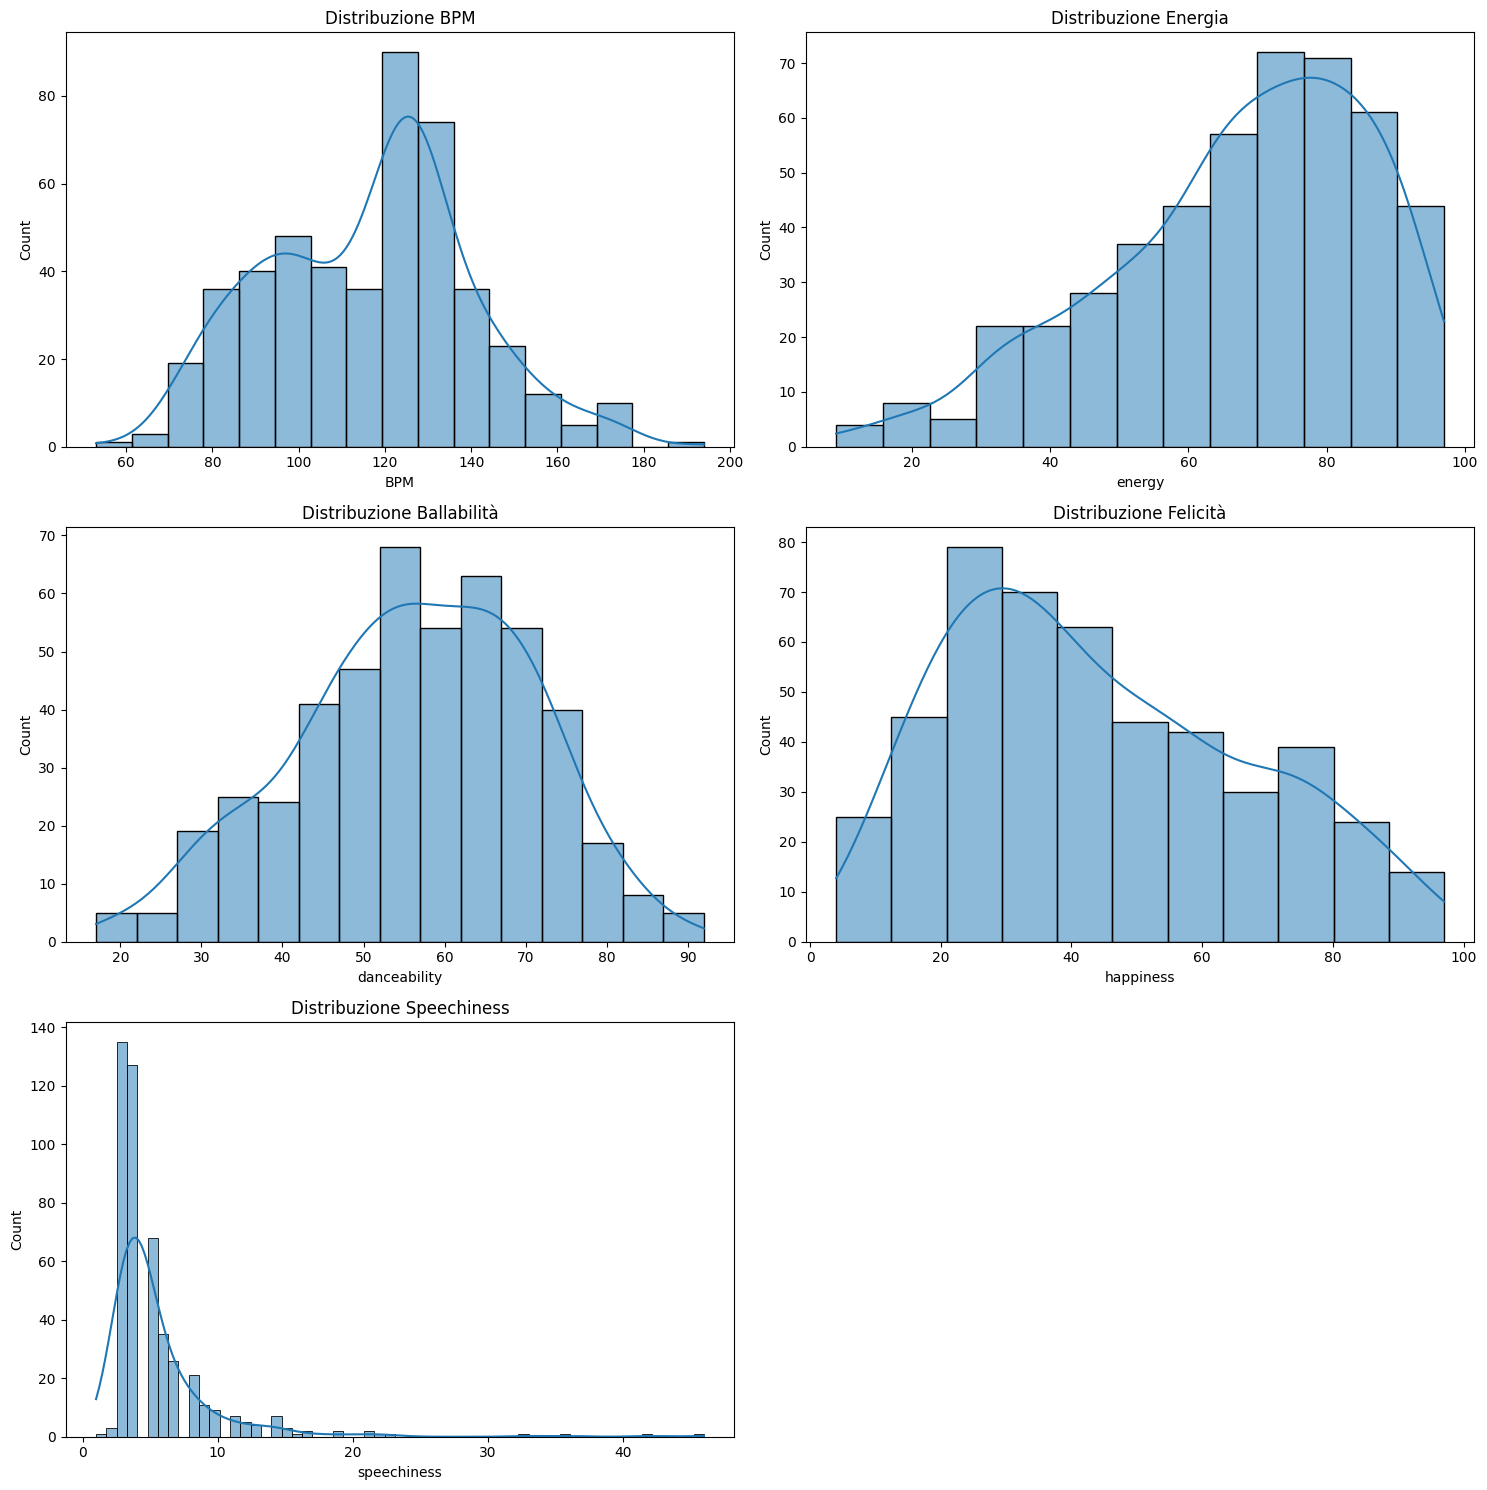 Distribuzione BPM
80
60
40
20
0
Count
60 80 100 120 140 160 180 200
BPM
Distribuzione Energia
70
60
50
40
30
20
10
0
Count
20 40 60 80 100
energy
Distribuzione Ballabilità
70
60
50
40
30
20
10
0
Count
20 30 40 50 60 70 80 90
danceability
Distribuzione Felicità
80
70
60
50
40
30
20
10
0
Count
0 20 40 60 80 100
happiness
Distribuzione Speechiness
140
120
100
80
60
40
20
0
Count
0 10 20 30 40
speechiness